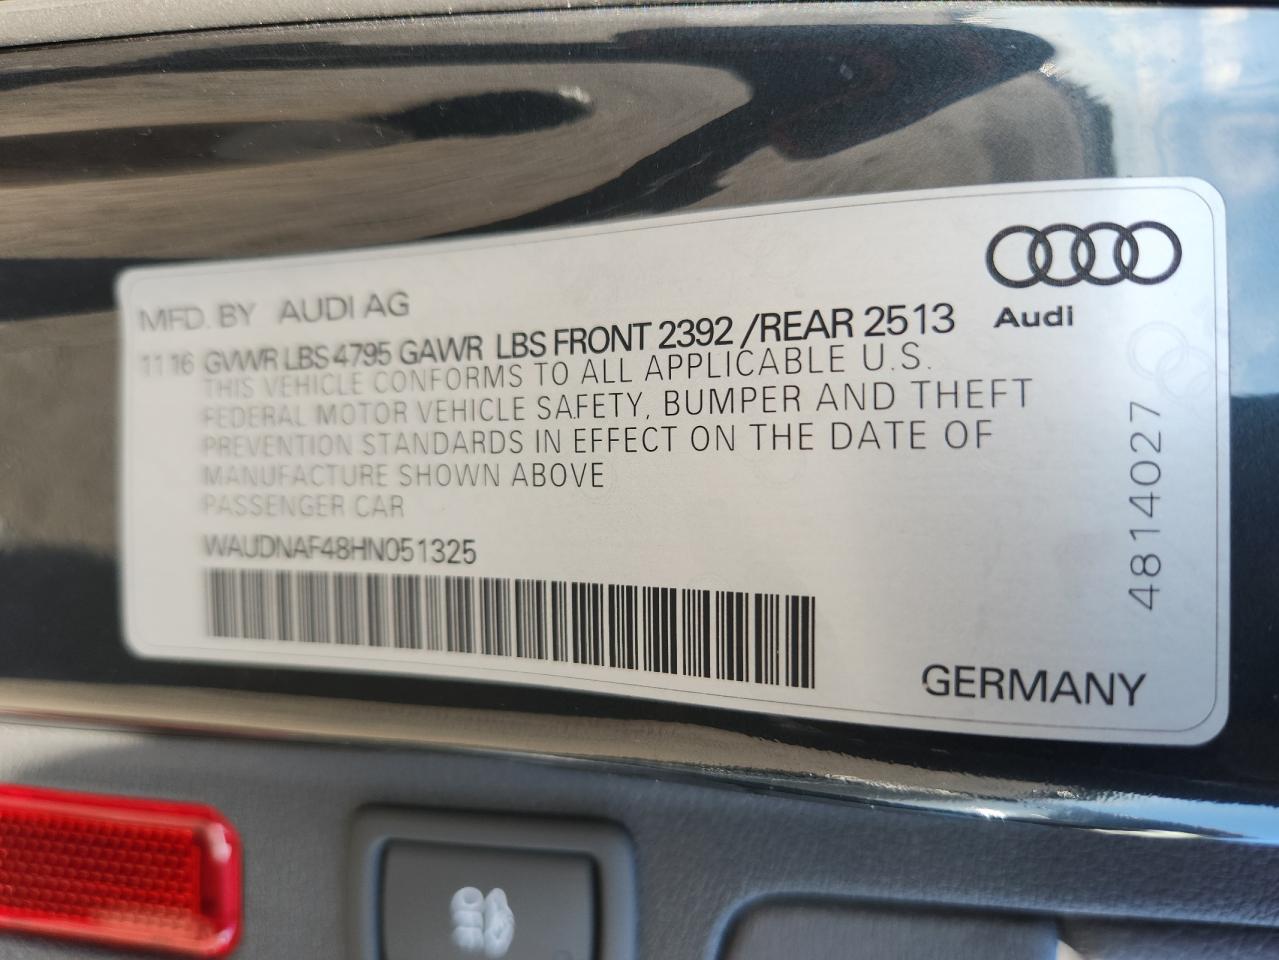 MFD. BY AUDI AG
Audi
11 16 GVWR LBS 4795 GAWR LBS FRONT 2392 /REAR 2513
THIS VEHICLE CONFORMS TO ALL APPLICABLE U.S.
FEDERAL MOTOR VEHICLE SAFETY, BUMPER AND THEFT
PREVENTION STANDARDS IN EFFECT ON THE DATE OF
MANUFACTURE SHOWN ABOVE
PASSENGER CAR
WAUDNAF48HN051325
4814027
GERMANY
OFF